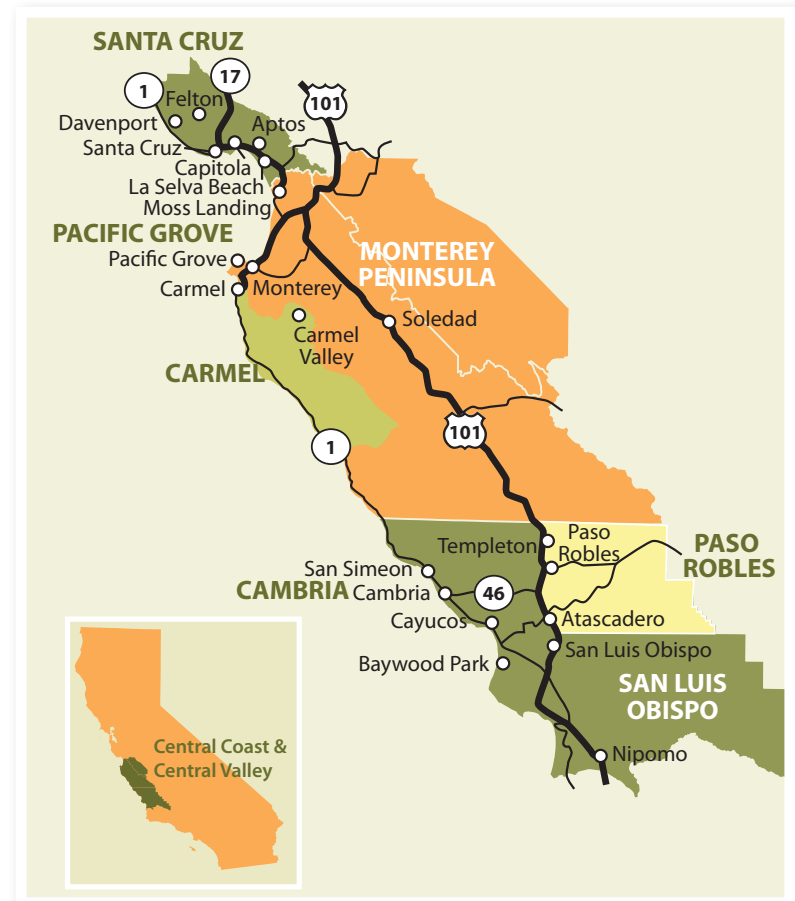 SANTA CRUZ
1
17
101
Felton
Davenport
Aptos
Santa Cruz
Capitola
La Selva Beach
Moss Landing
PACIFIC GROVE
Pacific Grove
MONTEREY
PENINSULA
Carmel
Monterey
Carmel
Valley
Soledad
CARMEL
1
101
Templeton
Paso
Robles
PASO
ROBLES
San Simeon
CAMBRIA
Cambria
46
Cayucos
Atascadero
Baywood Park
San Luis Obispo
SAN LUIS
OBISPO
Nipomo
Central Coast &
Central Valley